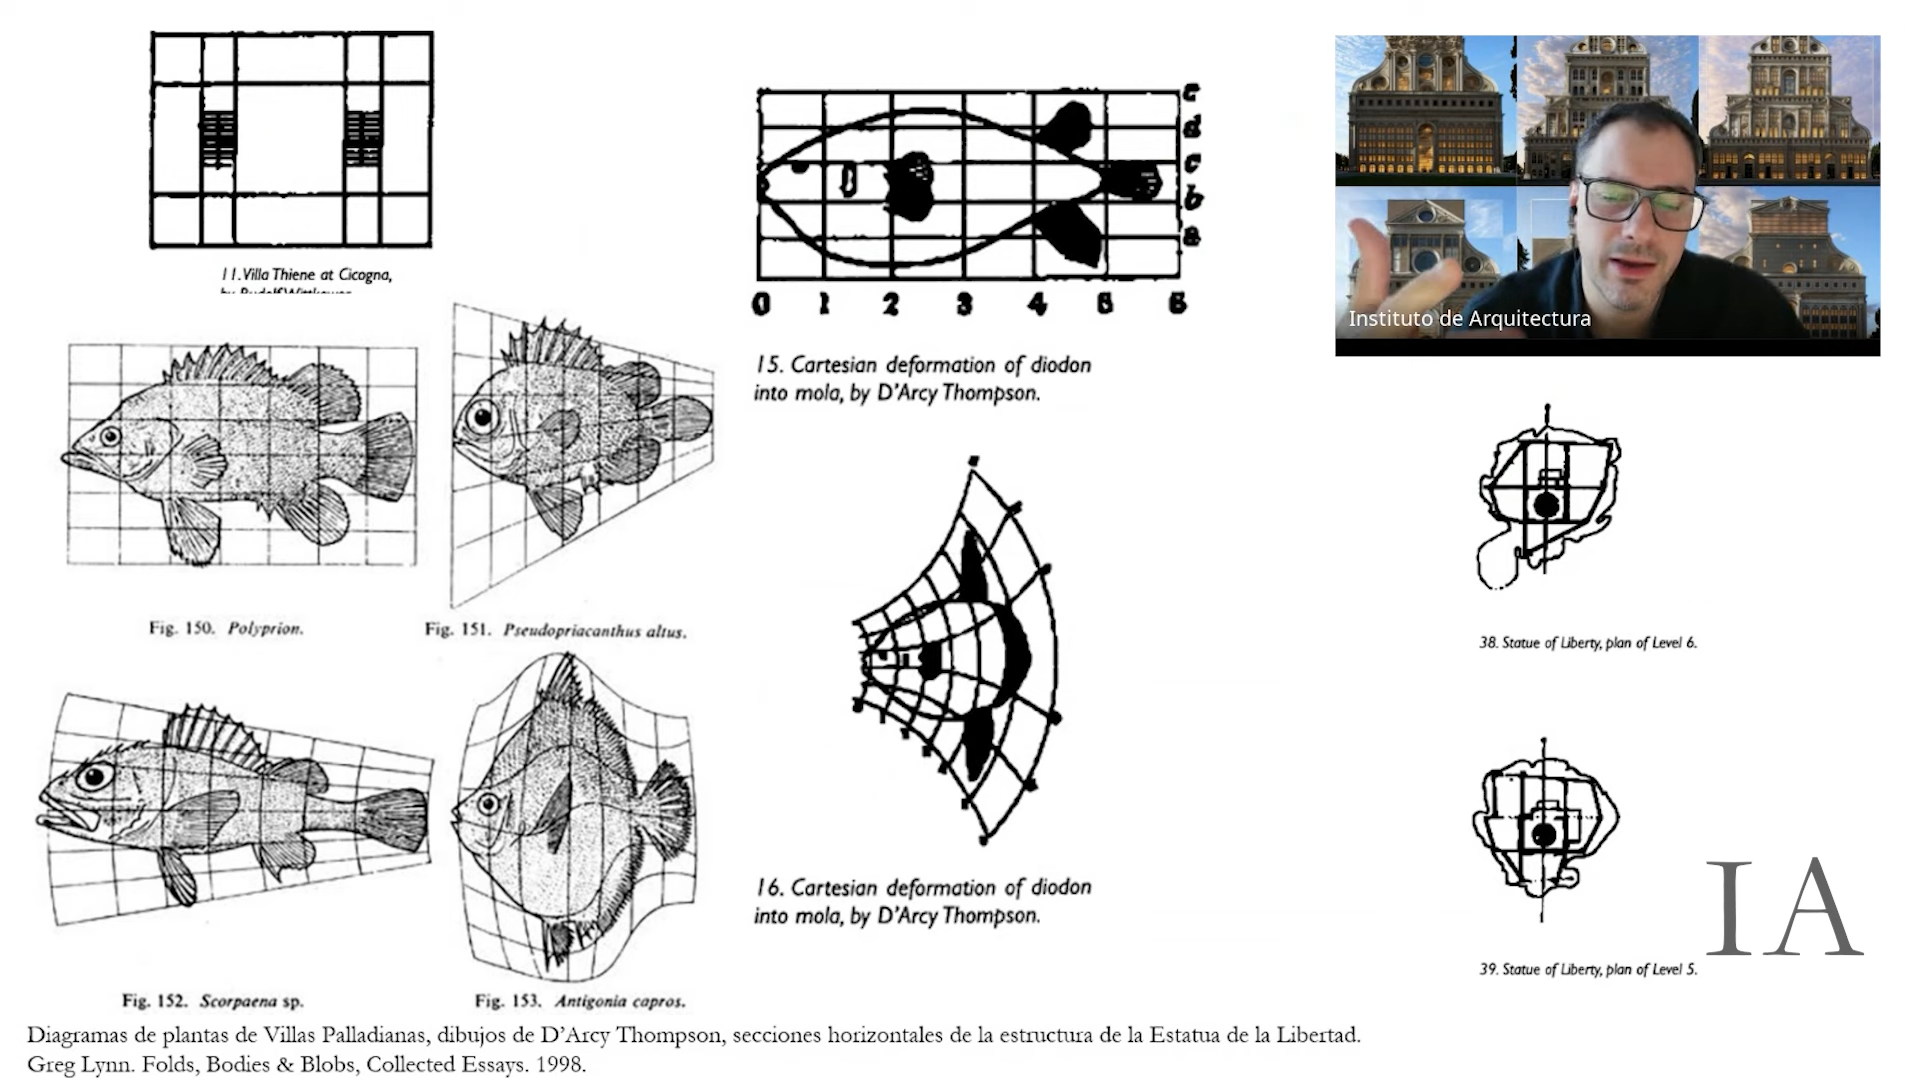 11. Villa Thiene at Cicogna,
by Rudolf Wittkower
Fig. 150. Polyprion.
Fig. 151. Pseudopriacanthus altus.
Fig. 152. Scorpaena sp.
Fig. 153. Antigonia capros.
e
d
c
b
a
0 1 2 3 4 5 6
15. Cartesian deformation of diodon
into mola, by D'Arcy Thompson.
16. Cartesian deformation of diodon
into mola, by D'Arcy Thompson.
Instituto de Arquitectura
38. Statue of Liberty, plan of Level 6.
39. Statue of Liberty, plan of Level 5.
IA
Diagramas de plantas de Villas Palladianas, dibujos de D'Arcy Thompson, secciones horizontales de la estructura de la Estatua de la Libertad.
Greg Lynn. Folds, Bodies & Blobs, Collected Essays. 1998.